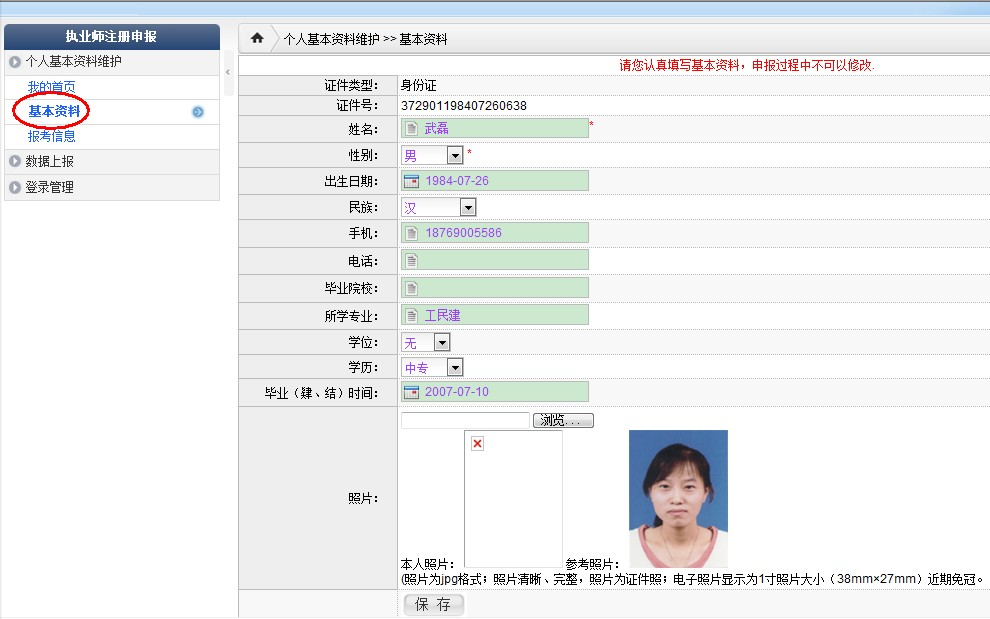 执业师注册申报
个人基本资料维护
我的首页
基本资料
报考信息
数据上报
登录管理
个人基本资料维护 >> 基本资料
请您认真填写基本资料，申报过程中不可以修改.
证件类型： 身份证
证件号： 372901198407260638
姓名： 武磊 *
性别： 男 *
出生日期： 1984-07-26
民族： 汉
手机： 18769005586
电话：
毕业院校：
所学专业： 工民建
学位： 无
学历： 中专
毕业（肄、结）时间： 2007-07-10
浏览...
照片：
本人照片： 参考照片：
(照片为jpg格式；照片清晰、完整，照片为证件照；电子照片显示为1寸照片大小（38mm×27mm）近期免冠。
保 存